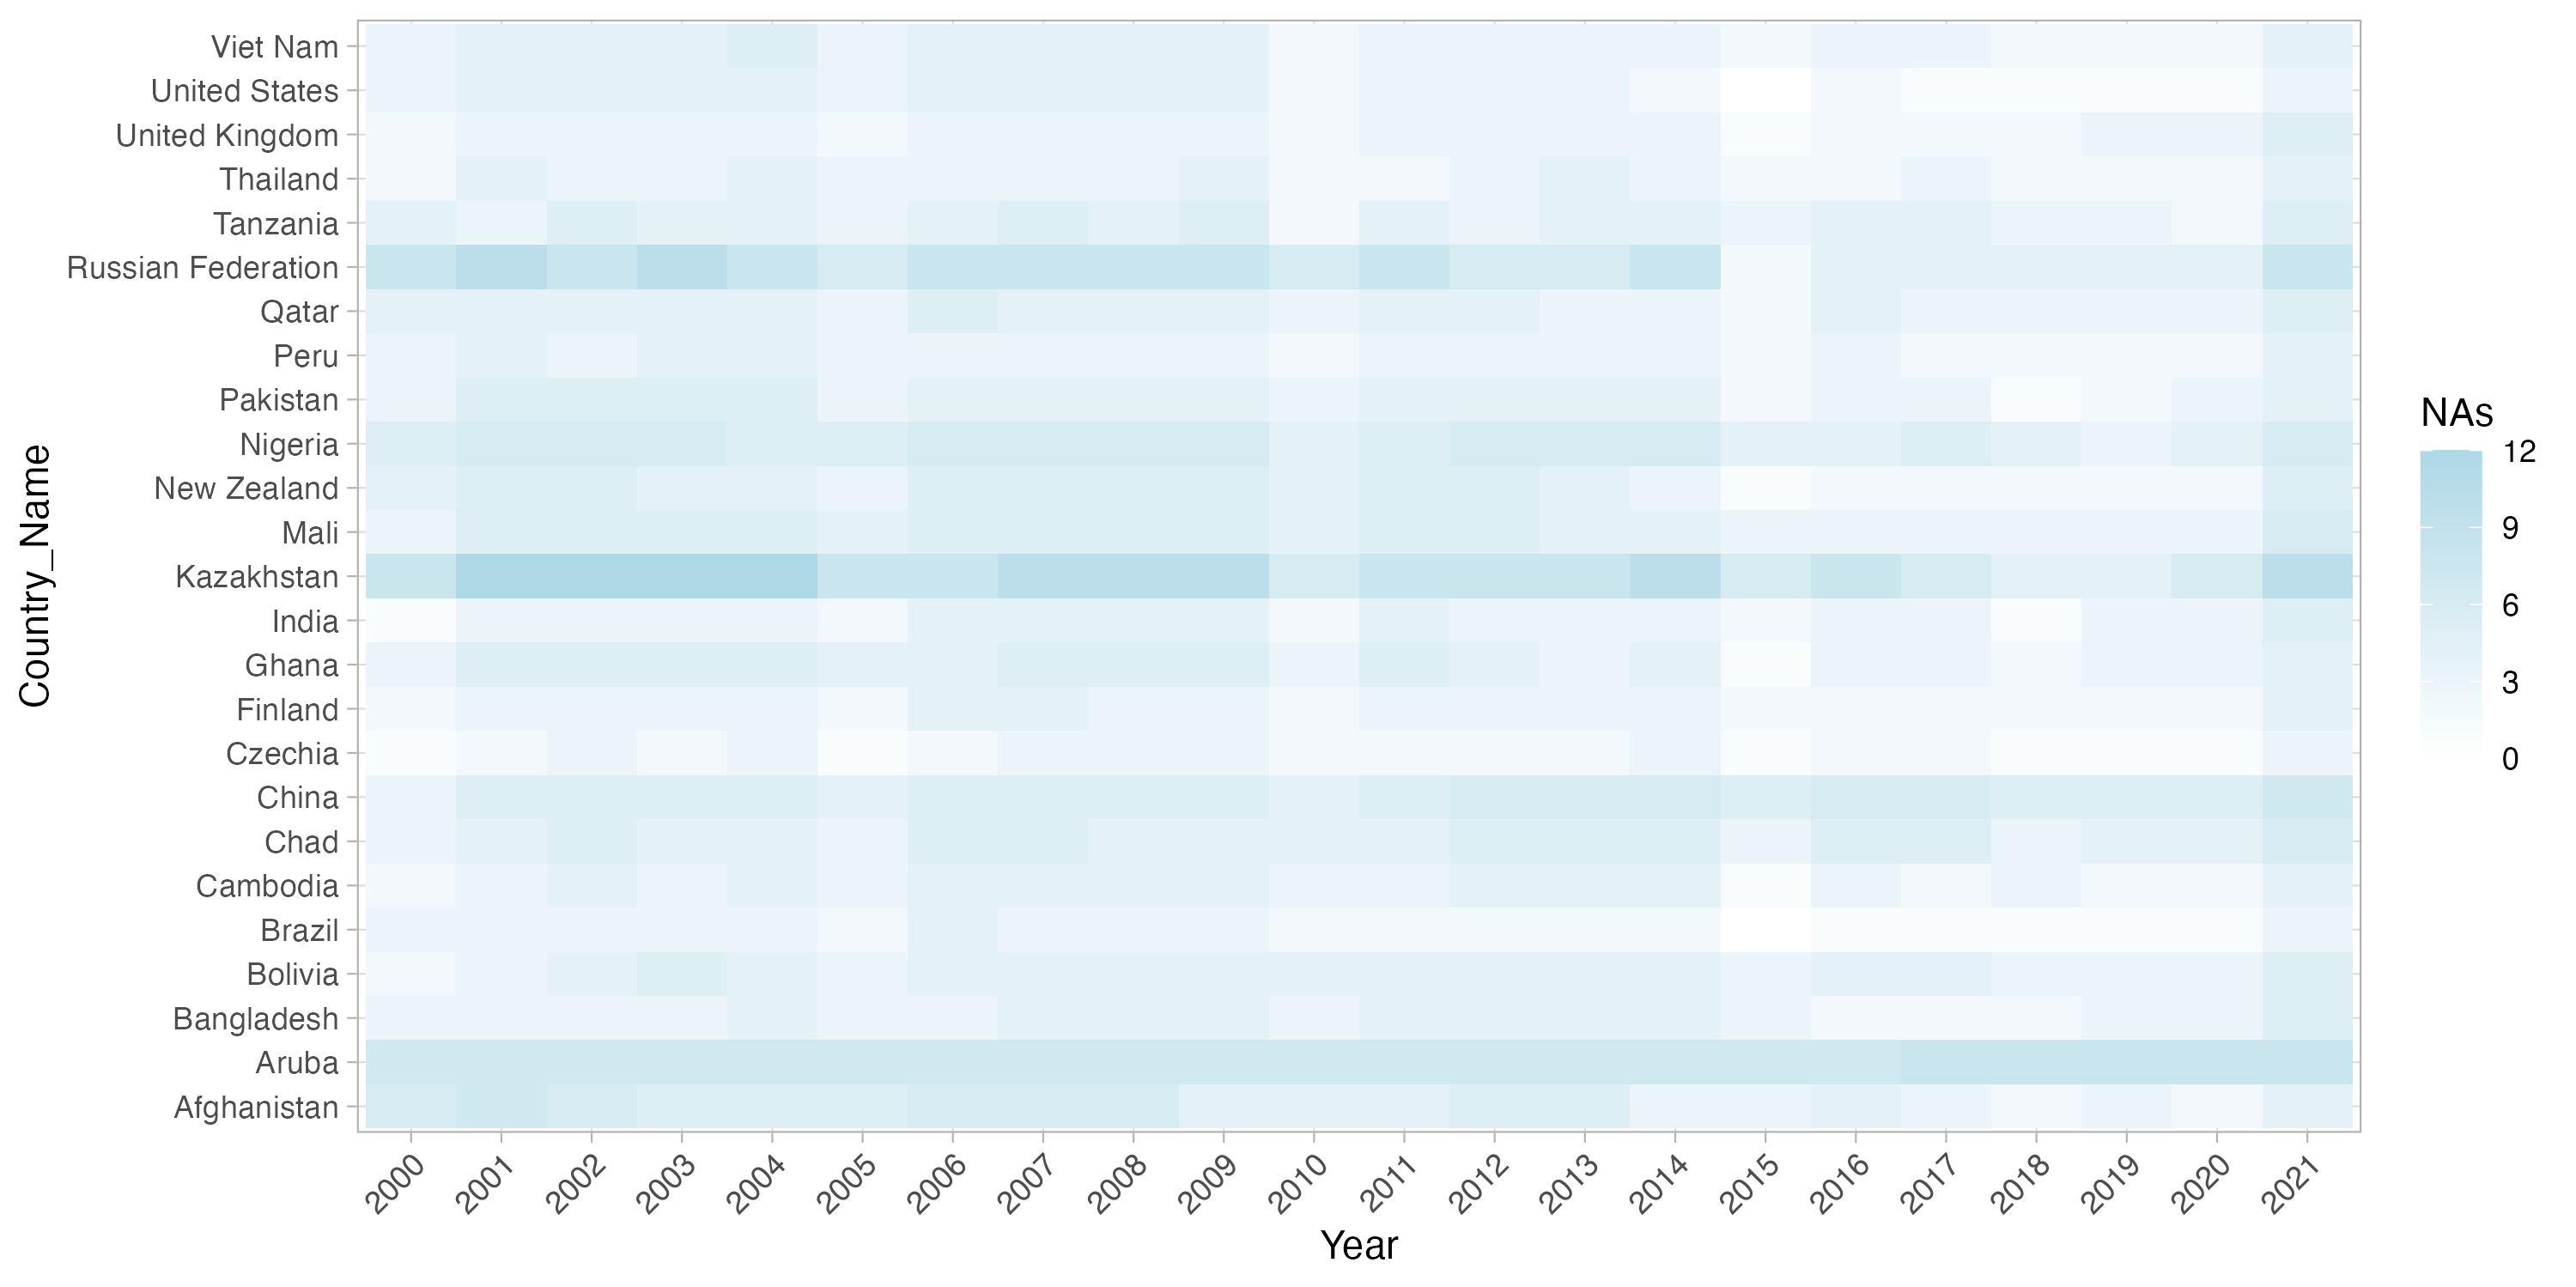 Viet Nam
United States
United Kingdom
Thailand
Tanzania
Russian Federation
Qatar
Peru
Pakistan
Nigeria
New Zealand
Mali
Kazakhstan
India
Ghana
Finland
Czechia
China
Chad
Cambodia
Brazil
Bolivia
Bangladesh
Aruba
Afghanistan
Country_Name
2000 2001 2002 2003 2004 2005 2006 2007 2008 2009 2010 2011 2012 2013 2014 2015 2016 2017 2018 2019 2020 2021
Year
NAs
12
9
6
3
0